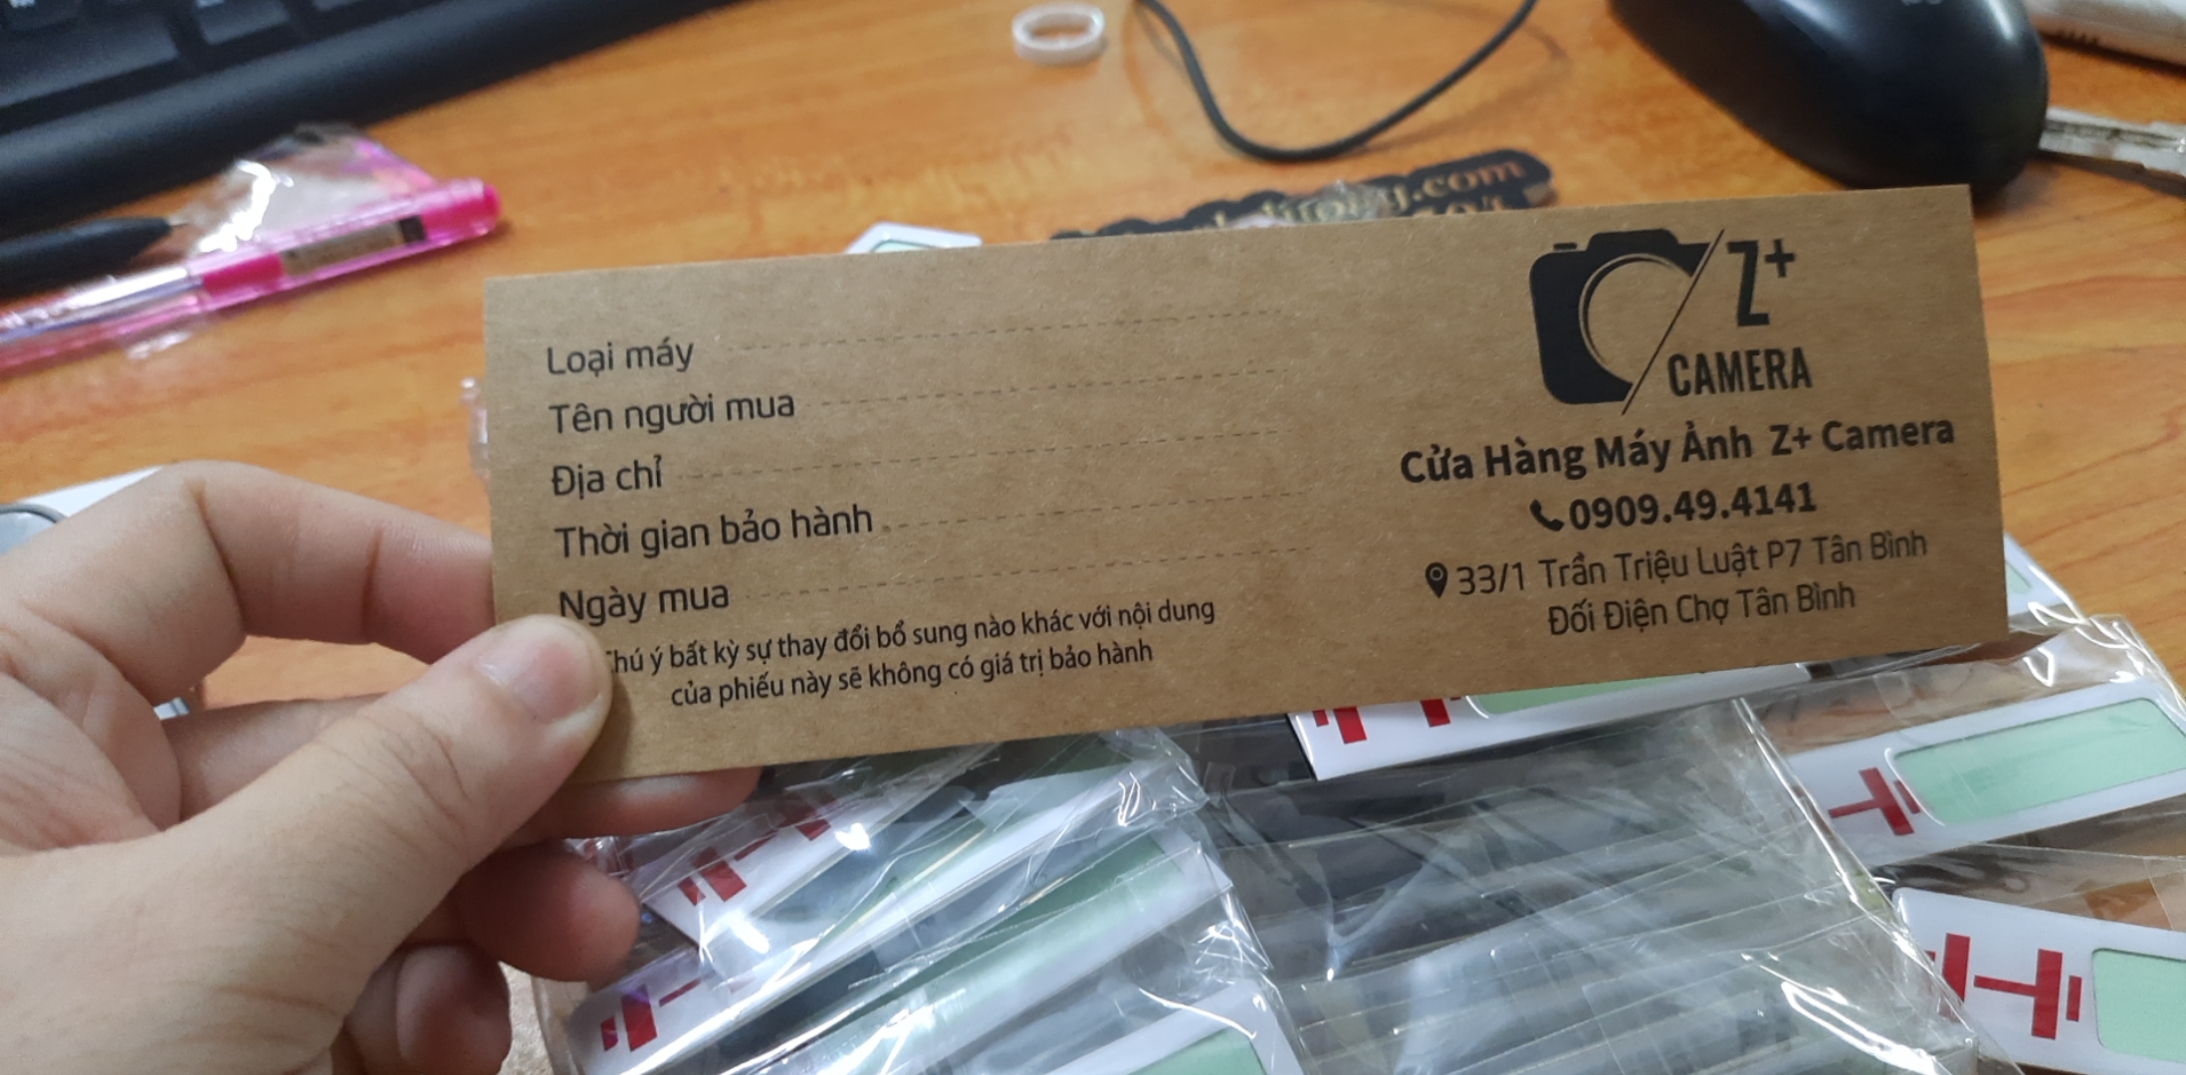 Loại máy
Tên người mua
Địa chỉ
Thời gian bảo hành
Ngày mua
hú ý bất kỳ sự thay đổi bổ sung nào khác với nội dung
của phiếu này sẽ không có giá trị bảo hành
Z+
CAMERA
Cửa Hàng Máy Ảnh Z+ Camera
0909.49.4141
33/1 Trần Triệu Luật P7 Tân Bình
Đối Điện Chợ Tân Bình
.com